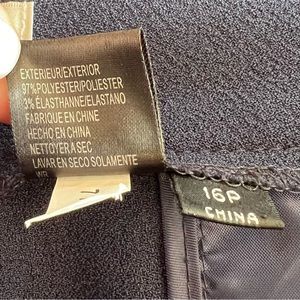 EXTERIEUR/EXTERIOR
97%POLYESTER/POLIESTER
3%ELASTHANNE/ELASTANO
FABRIQUE EN CHINE
HECHO EN CHINA
NETTOYER A SEC
LAVAR EN SECO SOLAMENTE
WR
16P
CHINA